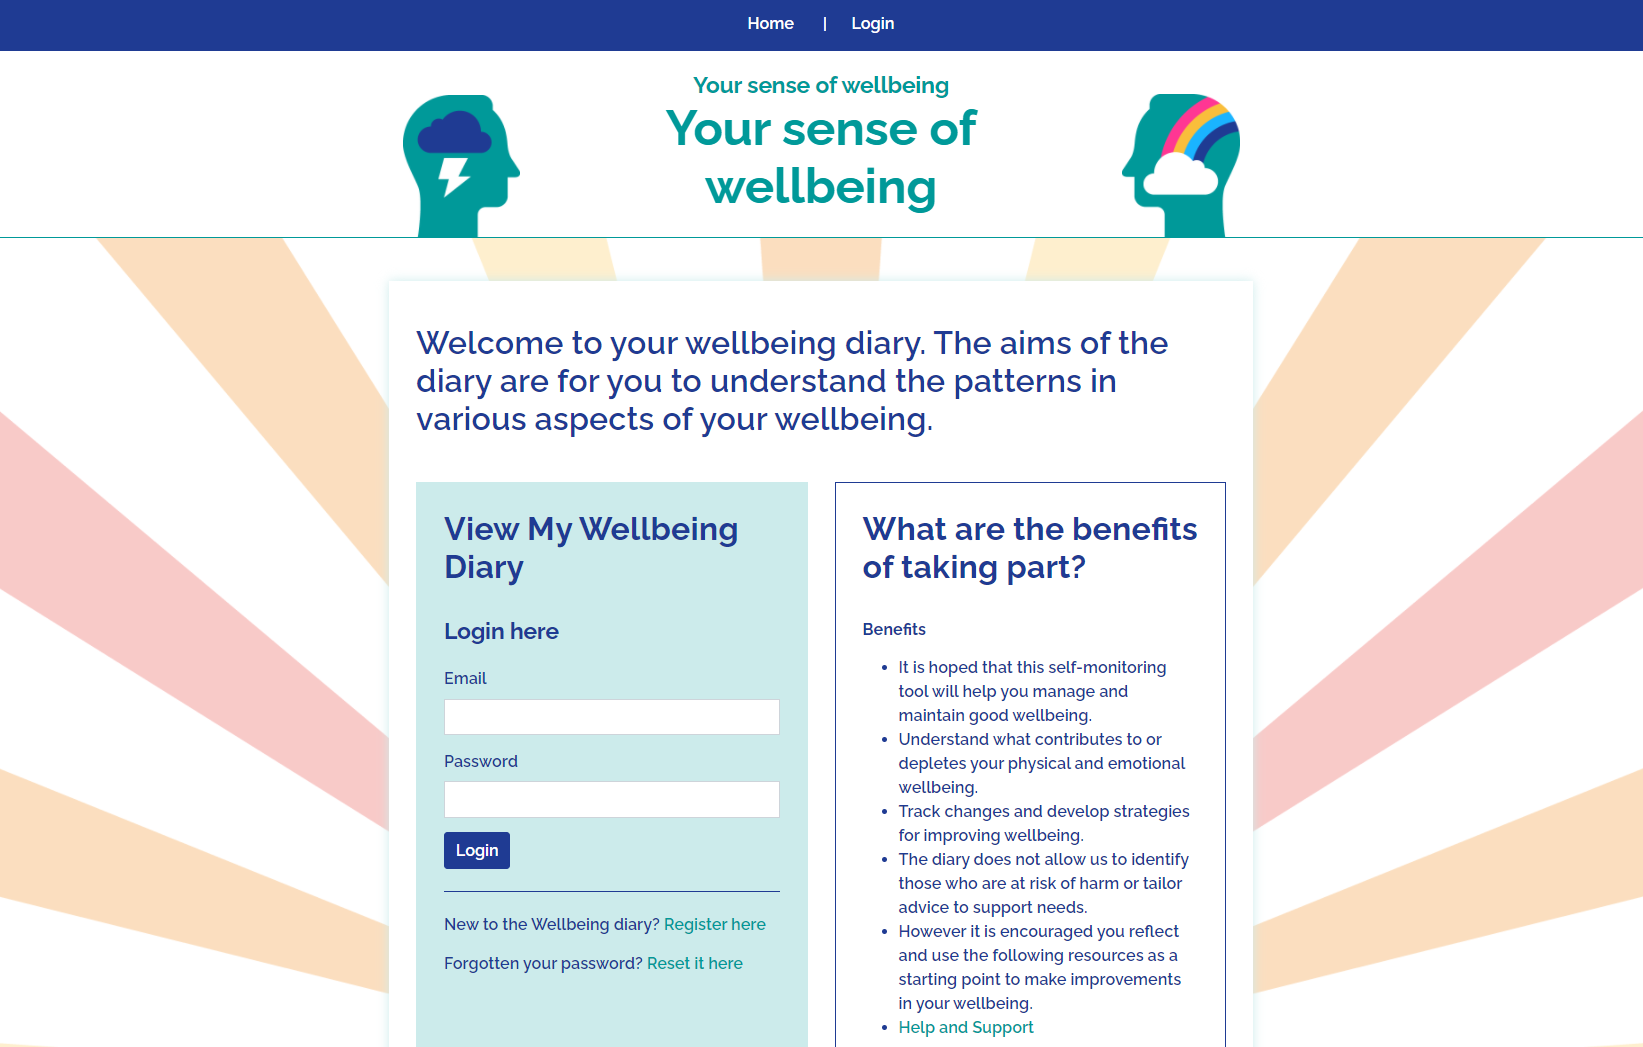 Home | Login
Your sense of wellbeing
Your sense of
wellbeing
Welcome to your wellbeing diary. The aims of the
diary are for you to understand the patterns in
various aspects of your wellbeing.
View My Wellbeing
Diary
Login here
Email
Password
Login
New to the Wellbeing diary? Register here
Forgotten your password? Reset it here
What are the benefits
of taking part?
Benefits
• It is hoped that this self-monitoring
tool will help you manage and
maintain good wellbeing.
• Understand what contributes to or
depletes your physical and emotional
wellbeing.
• Track changes and develop strategies
for improving wellbeing.
• The diary does not allow us to identify
those who are at risk of harm or tailor
advice to support needs.
• However it is encouraged you reflect
and use the following resources as a
starting point to make improvements
in your wellbeing.
• Help and Support